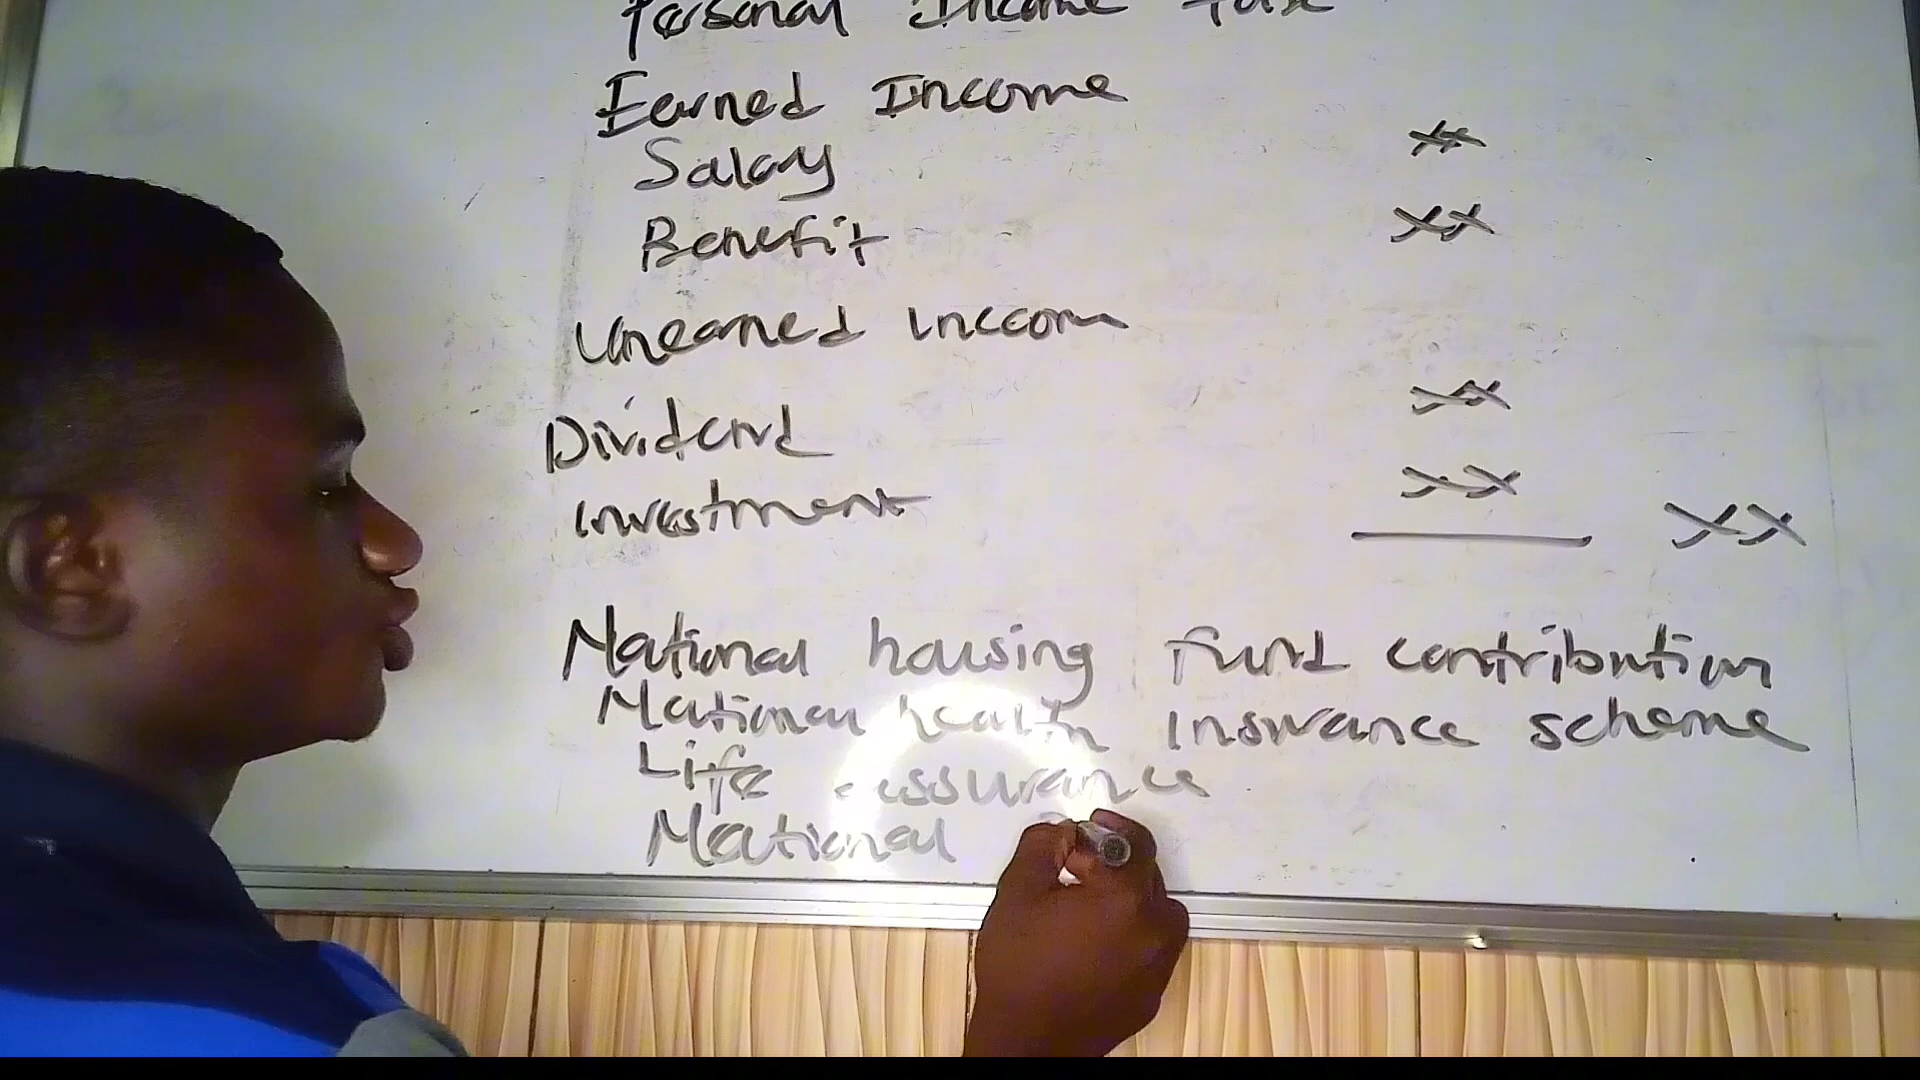 Personal Income Tax
Earned Income
Salary xx
Benefit xx
Unearned inccom
Dividend xx
Investment xx xx
National housing fund contribution
National health insurance scheme
Life assurance
National